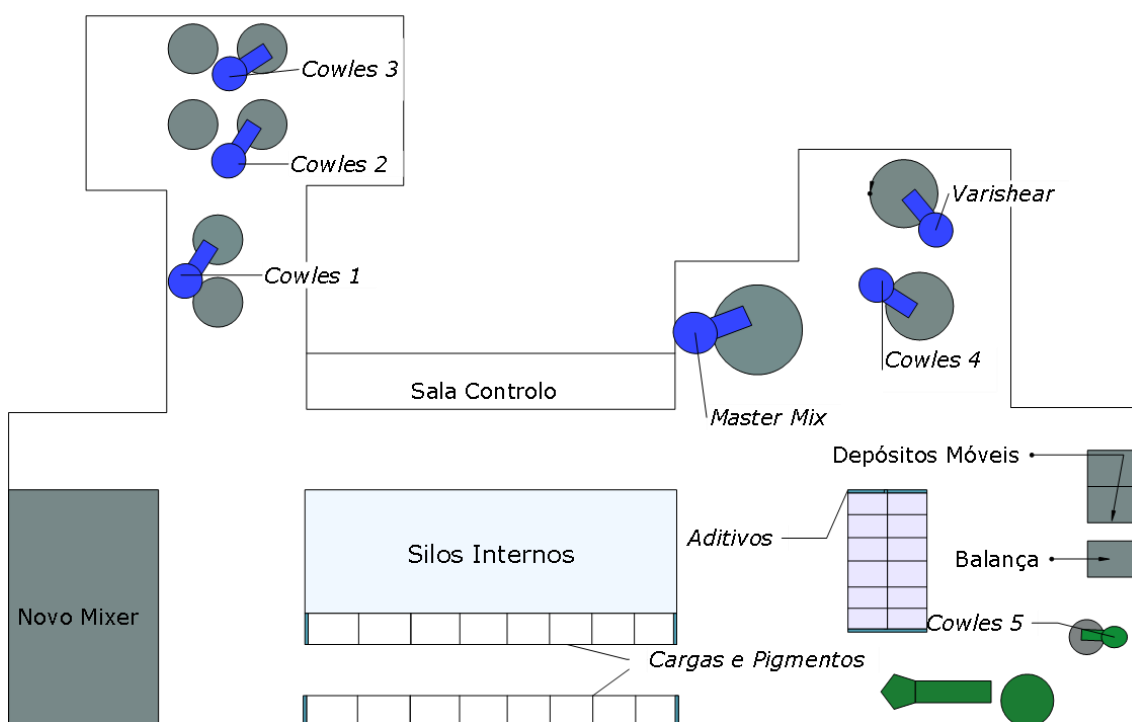 Cowles 3
Cowles 2
Varishear
Cowles 1
Cowles 4
Sala Controlo
Master Mix
Depósitos Móveis
Aditivos
Silos Internos
Balança
Novo Mixer
Cowles 5
Cargas e Pigmentos